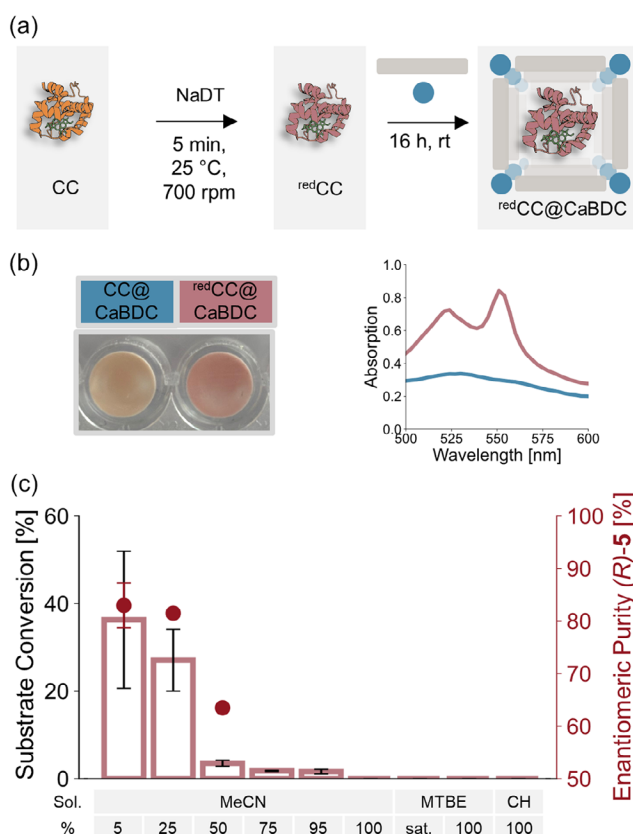 (a)
NaDT
5 min,
25 °C,
700 rpm
16 h, rt
CC
redCC
redCC@CaBDC
(b)
CC@
CaBDC
redCC@
CaBDC
Absorption
1.0
0.8
0.6
0.4
0.2
0.0
500 525 550 575 600
Wavelength [nm]
(c)
Substrate Conversion [%]
60
40
20
0
Enantiomeric Purity (R)-5 [%]
100
90
80
70
60
50
Sol. MeCN MTBE CH
% 5 25 50 75 95 100 sat. 100 100